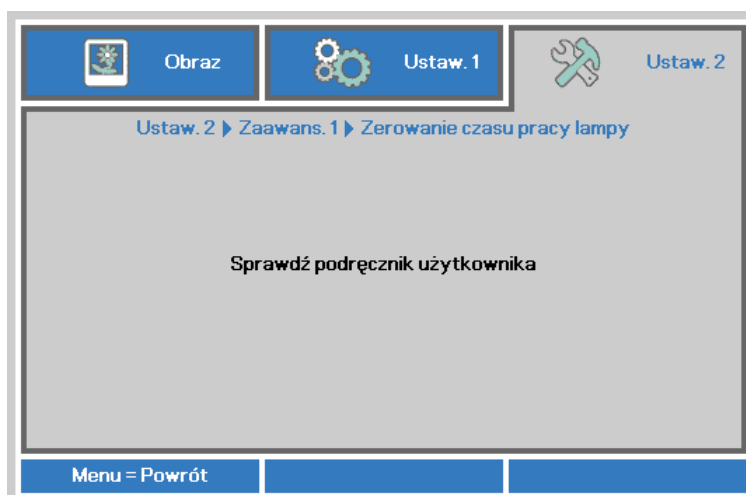 Obraz
Ustaw. 1
Ustaw. 2
Ustaw. 2 ▶ Zaawans. 1 ▶ Zerowanie czasu pracy lampy
Sprawdź podręcznik użytkownika
Menu = Powrót